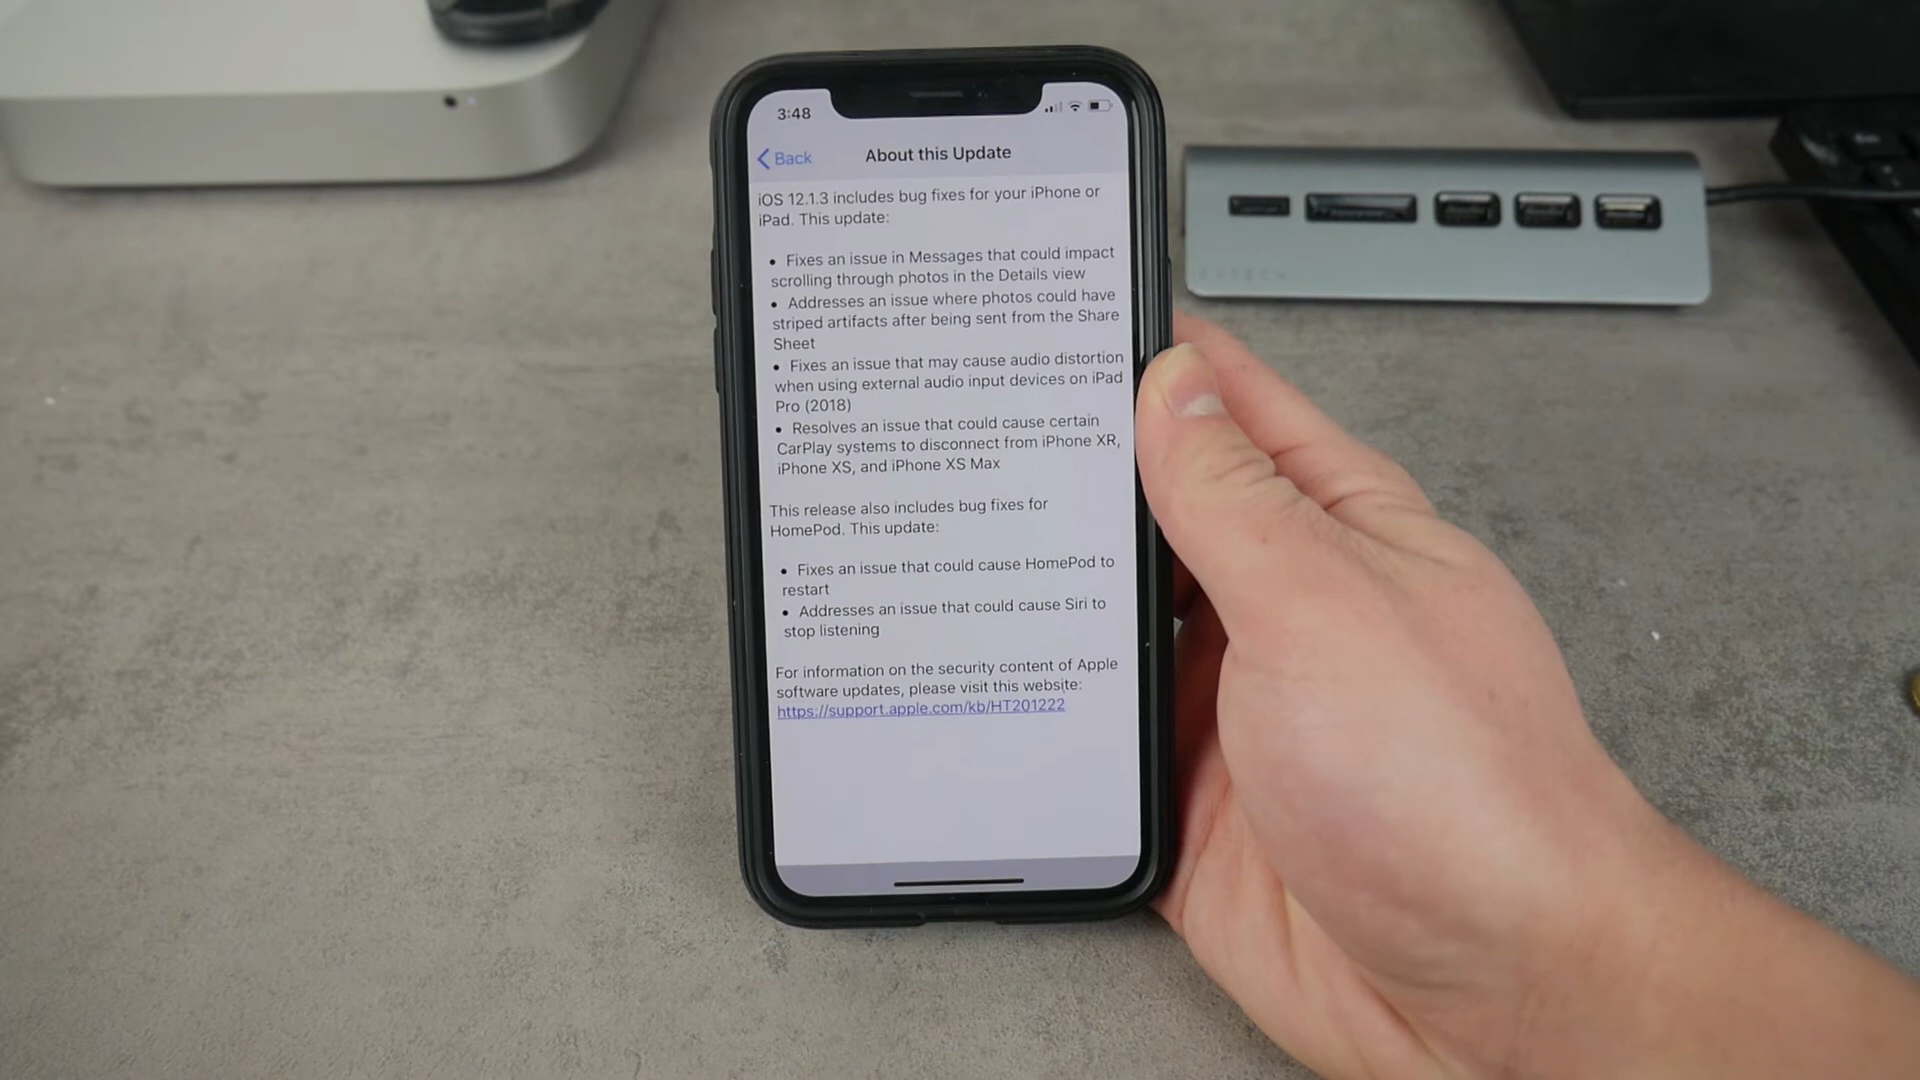 3:48
Back
About this Update
iOS 12.1.3 includes bug fixes for your iPhone or
iPad. This update:
• Fixes an issue in Messages that could impact
scrolling through photos in the Details view
• Addresses an issue where photos could have
striped artifacts after being sent from the Share
Sheet
• Fixes an issue that may cause audio distortion
when using external audio input devices on iPad
Pro (2018)
• Resolves an issue that could cause certain
CarPlay systems to disconnect from iPhone XR,
iPhone XS, and iPhone XS Max
This release also includes bug fixes for
HomePod. This update:
• Fixes an issue that could cause HomePod to
restart
• Addresses an issue that could cause Siri to
stop listening
For information on the security content of Apple
software updates, please visit this website:
https://support.apple.com/kb/HT201222